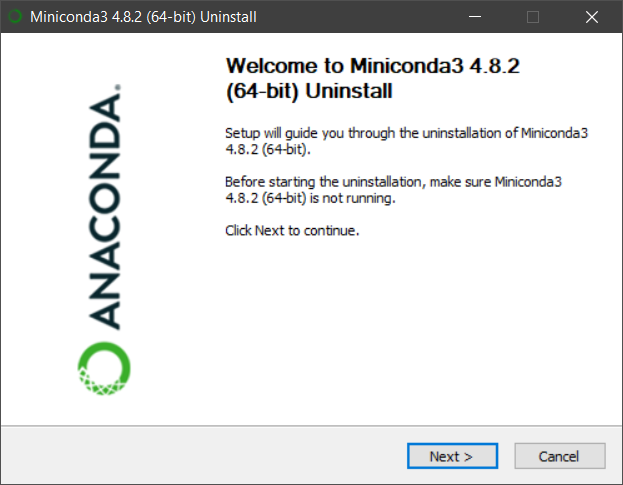 Miniconda3 4.8.2 (64-bit) Uninstall
ANACONDA.
Welcome to Miniconda3 4.8.2
(64-bit) Uninstall
Setup will guide you through the uninstallation of Miniconda3
4.8.2 (64-bit).
Before starting the uninstallation, make sure Miniconda3
4.8.2 (64-bit) is not running.
Click Next to continue.
Next >
Cancel